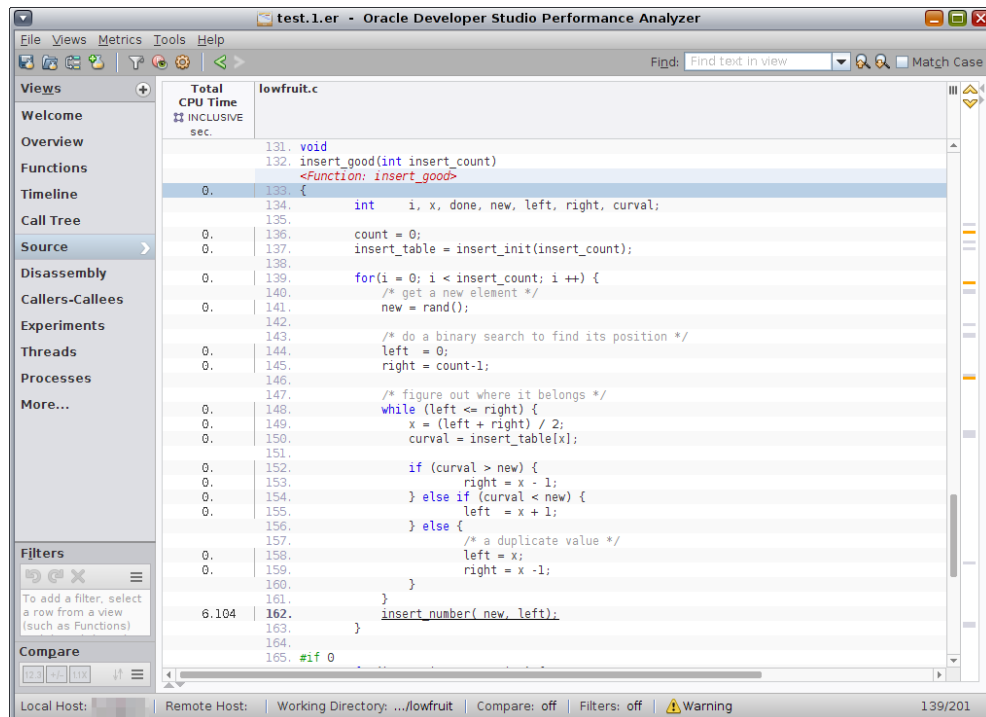 test.1.er - Oracle Developer Studio Performance Analyzer
File Views Metrics Tools Help
Find: Find text in view Match Case
Views
Welcome
Overview
Functions
Timeline
Call Tree
Source
Disassembly
Callers-Callees
Experiments
Threads
Processes
More...
Filters
To add a filter, select
a row from a view
(such as Functions)
Compare
12.3 +/- 1.1X
Total
CPU Time
INCLUSIVE
sec.
lowfruit.c
131. void
132. insert_good(int insert_count)
<Function: insert_good>
0. 133. {
134. int i, x, done, new, left, right, curval;
135.
0. 136. count = 0;
0. 137. insert_table = insert_init(insert_count);
138.
0. 139. for(i = 0; i < insert_count; i ++) {
140. /* get a new element */
0. 141. new = rand();
142.
143. /* do a binary search to find its position */
0. 144. left = 0;
0. 145. right = count-1;
146.
147. /* figure out where it belongs */
0. 148. while (left <= right) {
0. 149. x = (left + right) / 2;
0. 150. curval = insert_table[x];
151.
0. 152. if (curval > new) {
0. 153. right = x - 1;
0. 154. } else if (curval < new) {
0. 155. left = x + 1;
156. } else {
157. /* a duplicate value */
0. 158. left = x;
0. 159. right = x -1;
160. }
161. }
6.104 162. insert_number( new, left);
163. }
164.
165. #if 0
Local Host: Remote Host: Working Directory: .../lowfruit Compare: off Filters: off Warning 139/201